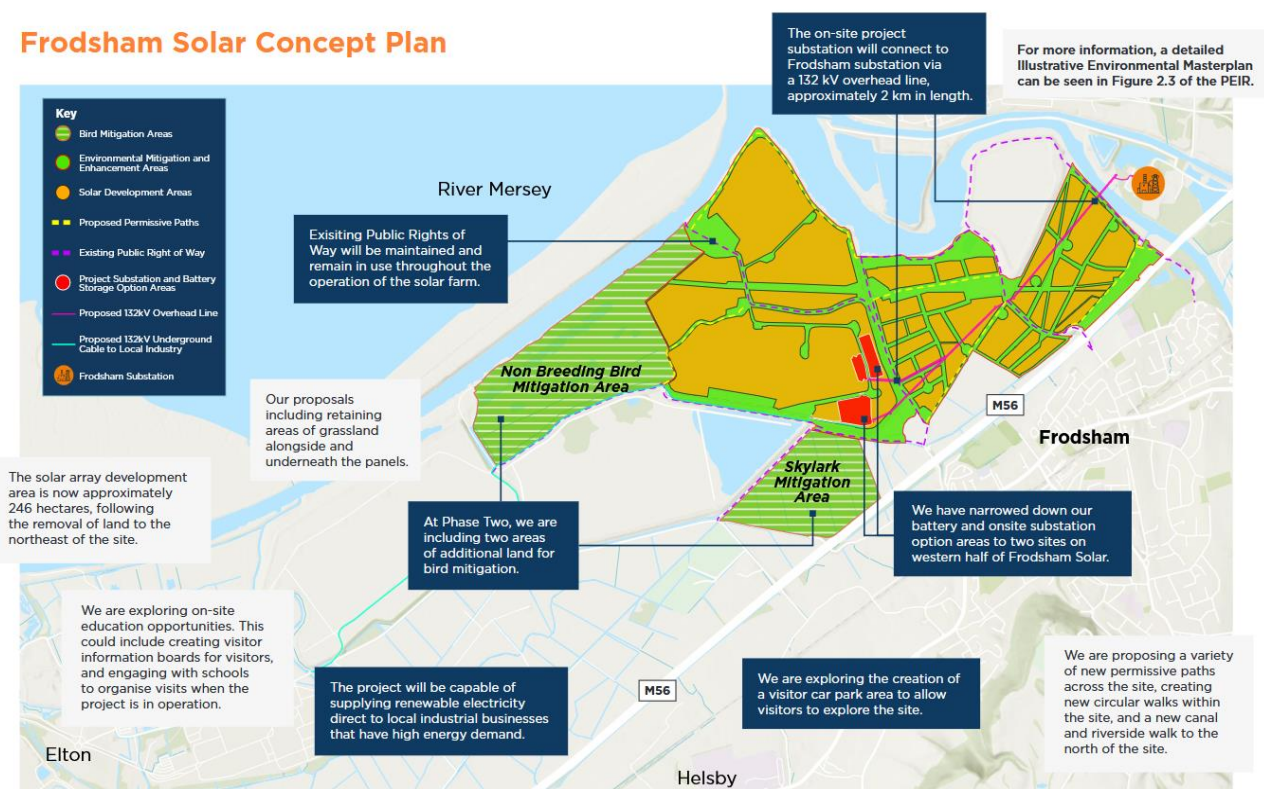 Frodsham Solar Concept Plan
The on-site project
substation will connect to
Frodsham substation via
a 132 kV overhead line,
approximately 2 km in length.
For more information, a detailed
Illustrative Environmental Masterplan
can be seen in Figure 2.3 of the PEIR.
Key
Bird Mitigation Areas
Environmental Mitigation and
Enhancement Areas
Solar Development Areas
Proposed Permissive Paths
Existing Public Right of Way
Project Substation and Battery
Storage Option Areas
Proposed 132kV Overhead Line
Proposed 132kV Underground
Cable to Local Industry
Frodsham Substation
River Mersey
Exisiting Public Rights of
Way will be maintained and
remain in use throughout the
operation of the solar farm.
Non Breeding Bird
Mitigation Area
Our proposals
including retaining
areas of grassland
alongside and
underneath the panels.
M56
Frodsham
The solar array development
area is now approximately
246 hectares, following
the removal of land to the
northeast of the site.
Skylark
Mitigation
Area
At Phase Two, we are
including two areas
of additional land for
bird mitigation.
We have narrowed down our
battery and onsite substation
option areas to two sites on
western half of Frodsham Solar.
We are exploring on-site
education opportunities. This
could include creating visitor
information boards for visitors,
and engaging with schools
to organise visits when the
project is in operation.
The project will be capable of
supplying renewable electricity
direct to local industrial businesses
that have high energy demand.
M56
We are exploring the creation of
a visitor car park area to allow
visitors to explore the site.
We are proposing a variety
of new permissive paths
across the site, creating
new circular walks within
the site, and a new canal
and riverside walk to the
north of the site.
Elton
Helsby